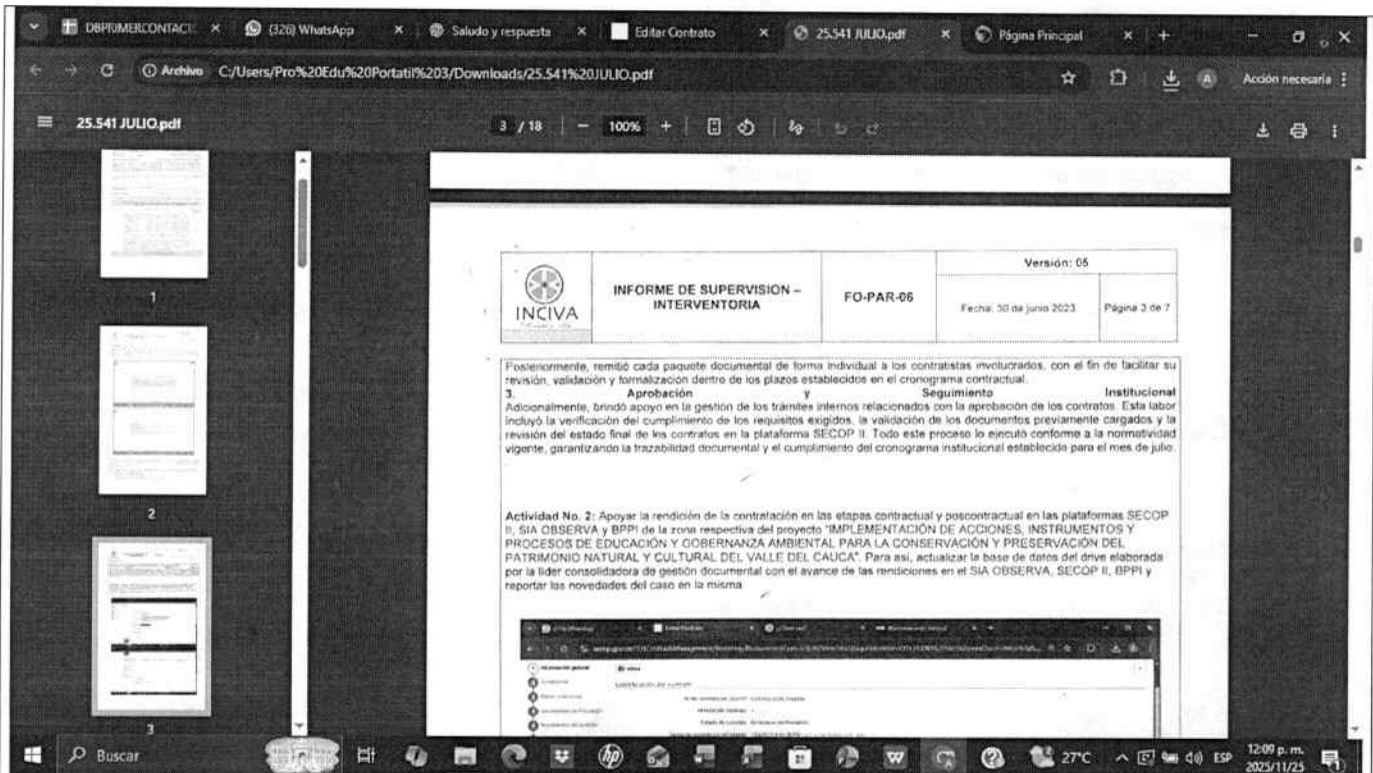 DBPRIMERCONTACT
(326) WhatsApp
Saludo y respuesta
Editar Contrato
25.541 JULIO.pdf
Página Principal
Archivo C:/Users/Pro%20Edu%20Portatil%203/Downloads/25.541%20JULIO.pdf
A
Acción necesaria
25.541 JULIO.pdf
3 / 18
100%
1
2
3
INCIVA
INFORME DE SUPERVISION –
INTERVENTORIA
FO-PAR-06
Versión: 05
Fecha: 30 de junio 2023
Página 3 de 7
Posteriormente, remitió cada paquete documental de forma individual a los contratistas involucrados, con el fin de facilitar su
revisión, validación y formalización dentro de los plazos establecidos en el cronograma contractual.
3. Aprobación y Seguimiento Institucional
Adicionalmente, brindó apoyo en la gestión de los trámites internos relacionados con la aprobación de los contratos. Esta labor
incluyó la verificación del cumplimiento de los requisitos exigidos, la validación de los documentos previamente cargados y la
revisión del estado final de los contratos en la plataforma SECOP II. Todo este proceso lo ejecutó conforme a la normatividad
vigente, garantizando la trazabilidad documental y el cumplimiento del cronograma institucional establecido para el mes de julio.
Actividad No. 2: Apoyar la rendición de la contratación en las etapas contractual y poscontractual en las plataformas SECOP
II, SIA OBSERVA y BPPI de la zona respectiva del proyecto "IMPLEMENTACIÓN DE ACCIONES, INSTRUMENTOS Y
PROCESOS DE EDUCACIÓN Y GOBERNANZA AMBIENTAL PARA LA CONSERVACIÓN Y PRESERVACIÓN DEL
PATRIMONIO NATURAL Y CULTURAL DEL VALLE DEL CAUCA". Para así, actualizar la base de datos del drive elaborada
por la líder consolidadora de gestión documental con el avance de las rendiciones en el SIA OBSERVA, SECOP II, BPPI y
reportar las novedades del caso en la misma
Información general
Buscar
27°C
ESP
12:09 p. m.
2025/11/25